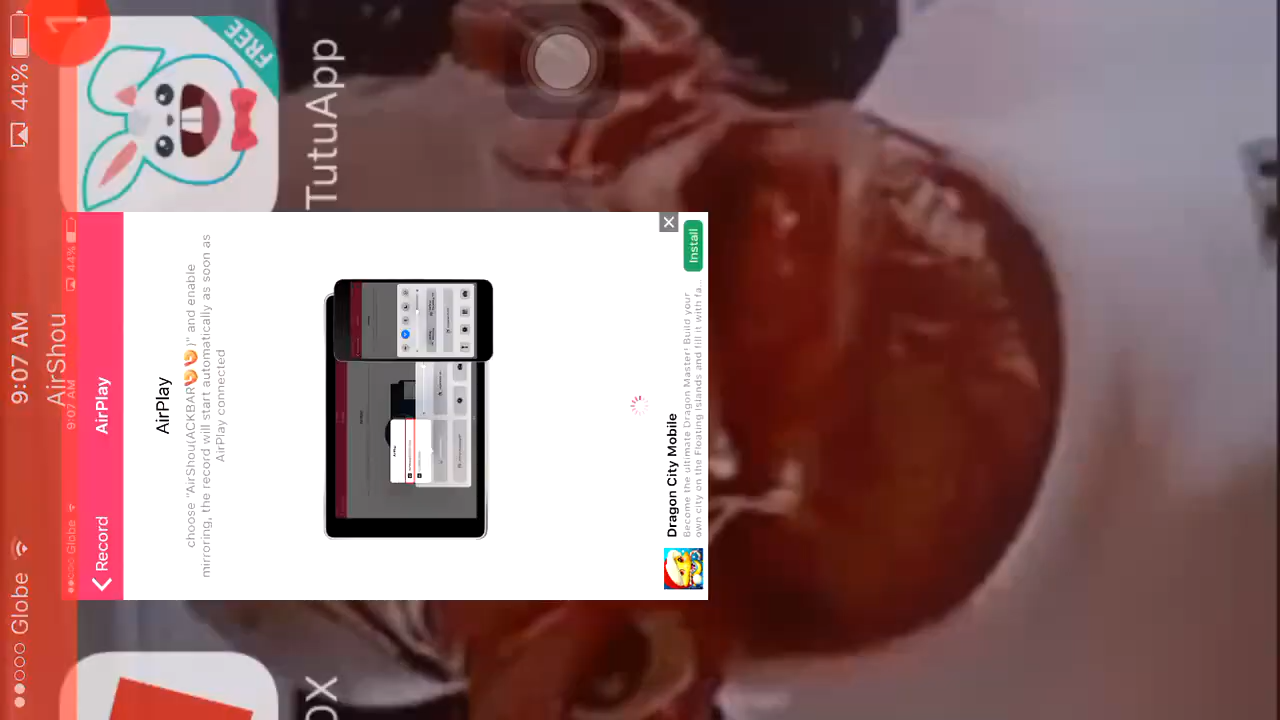 ●●○○○ Globe
9:07 AM
44%
1
FREE
TutuApp
OX
AirShou
●●○○○ Globe
9:07 AM
44%
Record
AirPlay
AirPlay
choose "AirShou(ACKBAR🍤🍤)" and enable
mirroring, the record will start automatically as soon as
AirPlay connected
Dragon City Mobile
Become the ultimate Dragon Master! Build your
own city on the Floating Islands and fill it with fa...
Install